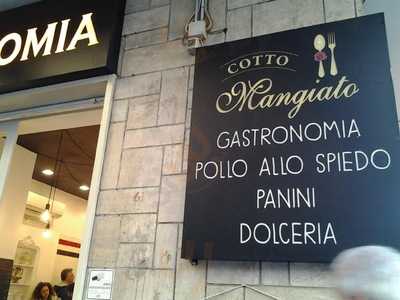 OMIA
COTTO
Mangiato
GASTRONOMIA
POLLO ALLO SPIEDO
PANINI
DOLCERIA